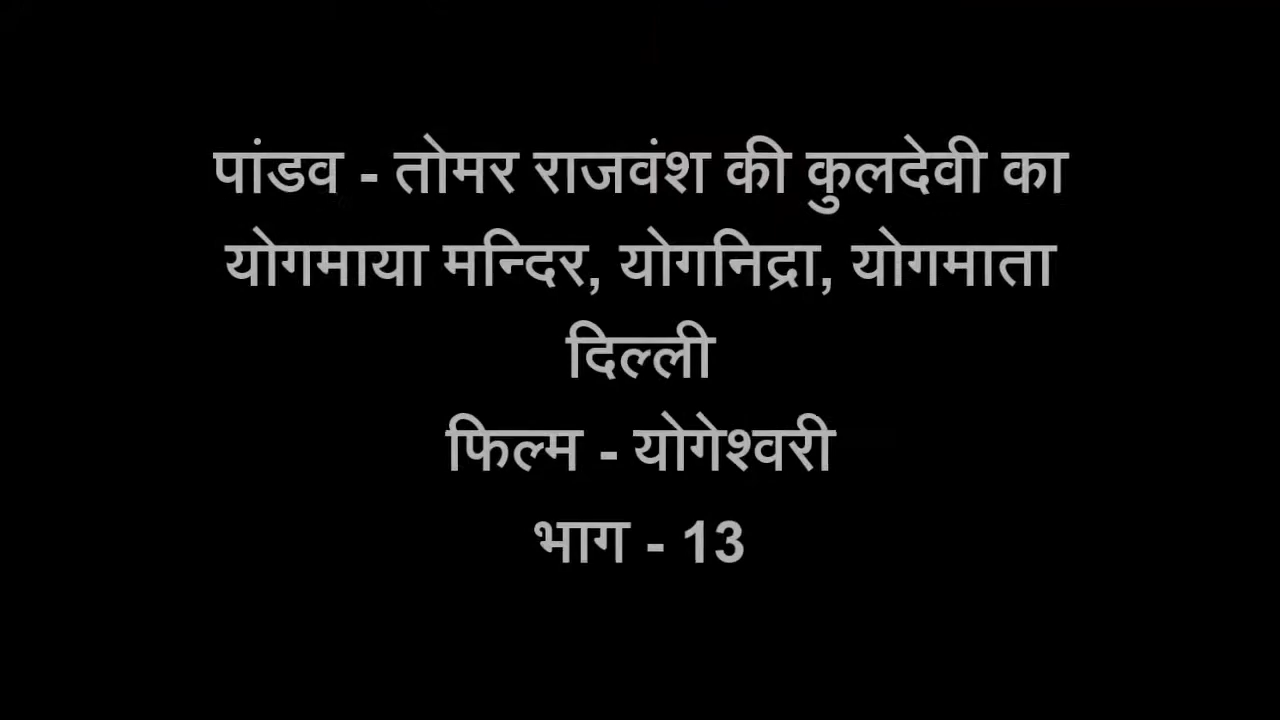 पांडव - तोमर राजवंश की कुलदेवी का
योगमाया मन्दिर, योगनिद्रा, योगमाता
दिल्ली
फिल्म - योगेश्वरी
भाग - 13